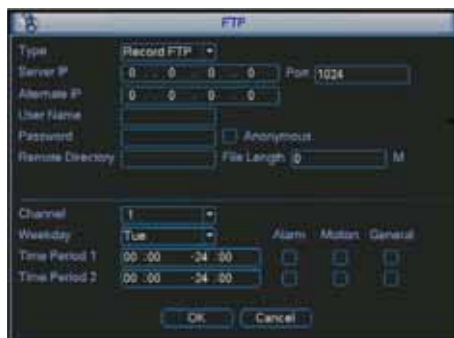 FTP
Type Record FTP
Server IP 0 . 0 . 0 . 0 Port 1024
Alternate IP 0 . 0 . 0 . 0
User Name
Password Anonymous
Remote Directory File Length 0 M
Channel 1
Weekday Tue Alarm Motion General
Time Period 1 00 :00 -24 :00
Time Period 2 00 :00 -24 :00
OK Cancel